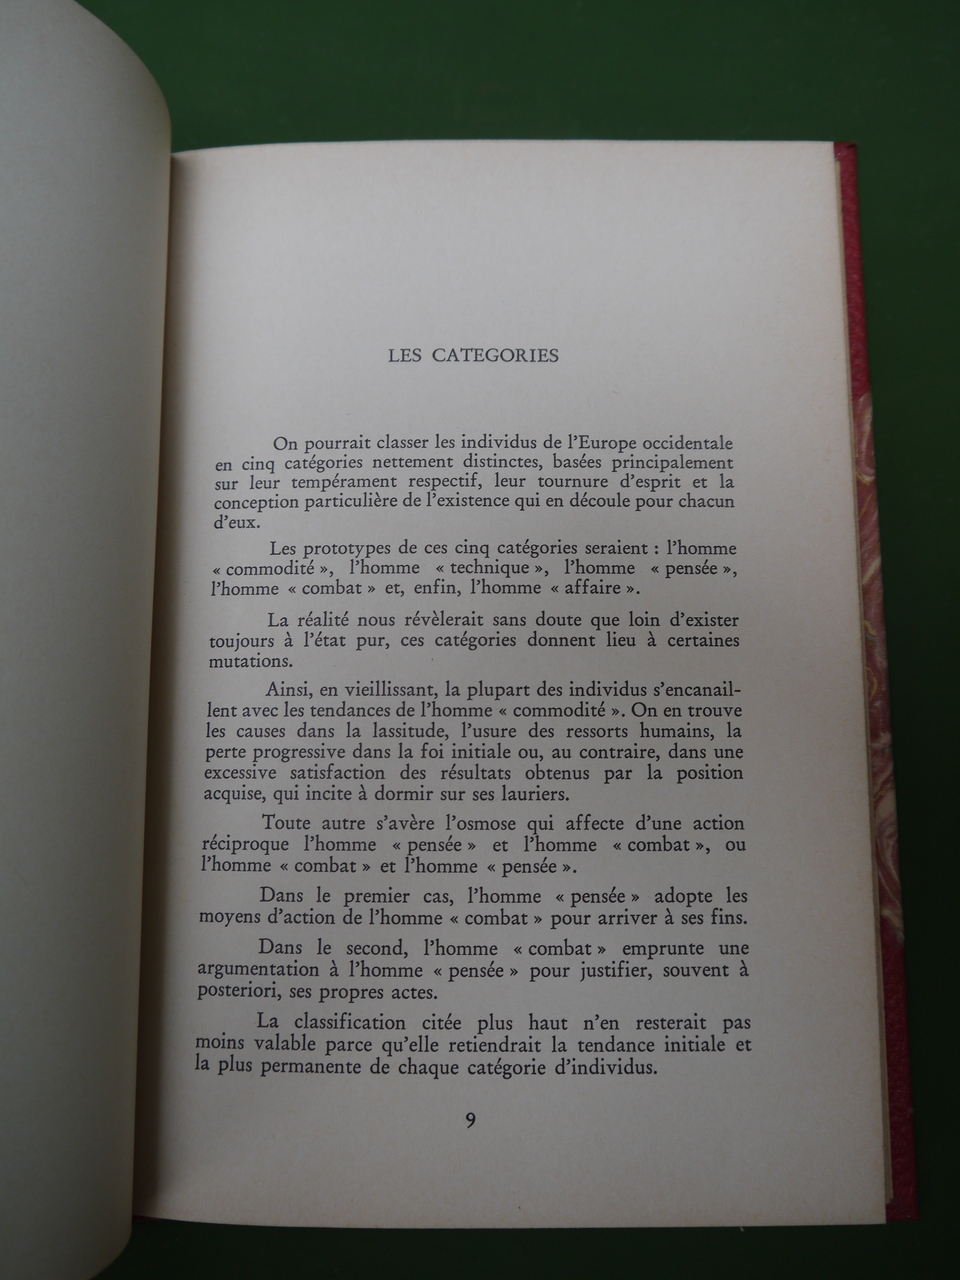 LES CATEGORIES
On pourrait classer les individus de l'Europe occidentale
en cinq catégories nettement distinctes, basées principalement
sur leur tempérament respectif, leur tournure d'esprit et la
conception particulière de l'existence qui en découle pour chacun
d'eux.
Les prototypes de ces cinq catégories seraient : l'homme
« commodité », l'homme « technique », l'homme « pensée »,
l'homme « combat » et, enfin, l'homme « affaire ».
La réalité nous révèlerait sans doute que loin d'exister
toujours à l'état pur, ces catégories donnent lieu à certaines
mutations.
Ainsi, en vieillissant, la plupart des individus s'encanail-
lent avec les tendances de l'homme « commodité ». On en trouve
les causes dans la lassitude, l'usure des ressorts humains, la
perte progressive dans la foi initiale ou, au contraire, dans une
excessive satisfaction des résultats obtenus par la position
acquise, qui incite à dormir sur ses lauriers.
Toute autre s'avère l'osmose qui affecte d'une action
réciproque l'homme « pensée » et l'homme « combat », ou
l'homme « combat » et l'homme « pensée ».
Dans le premier cas, l'homme « pensée » adopte les
moyens d'action de l'homme « combat » pour arriver à ses fins.
Dans le second, l'homme « combat » emprunte une
argumentation à l'homme « pensée » pour justifier, souvent à
posteriori, ses propres actes.
La classification citée plus haut n'en resterait pas
moins valable parce qu'elle retiendrait la tendance initiale et
la plus permanente de chaque catégorie d'individus.
9